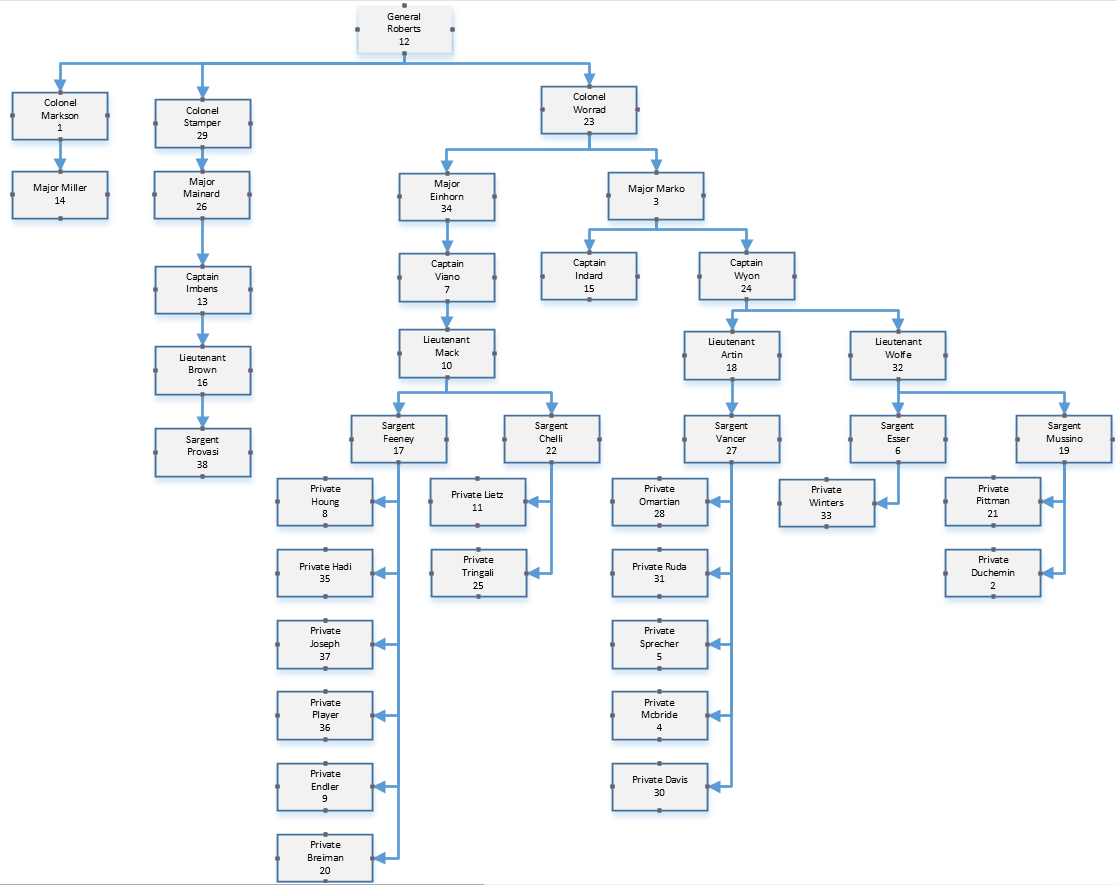 General
Roberts
12
Colonel
Markson
1
Colonel
Stamper
29
Colonel
Worrad
23
Major Miller
14
Major
Mainard
26
Major
Einhorn
34
Major Marko
3
Captain
Imbens
13
Captain
Viano
7
Captain
Indard
15
Captain
Wyon
24
Lieutenant
Brown
16
Lieutenant
Mack
10
Lieutenant
Artin
18
Lieutenant
Wolfe
32
Sargent
Provasi
38
Sargent
Feeney
17
Sargent
Chelli
22
Sargent
Vancer
27
Sargent
Esser
6
Sargent
Mussino
19
Private
Houng
8
Private Lietz
11
Private
Omartian
28
Private
Winters
33
Private
Pittman
21
Private Hadi
35
Private
Tringali
25
Private Ruda
31
Private
Duchemin
2
Private
Joseph
37
Private
Sprecher
5
Private
Player
36
Private
Mcbride
4
Private
Endler
9
Private Davis
30
Private
Breiman
20